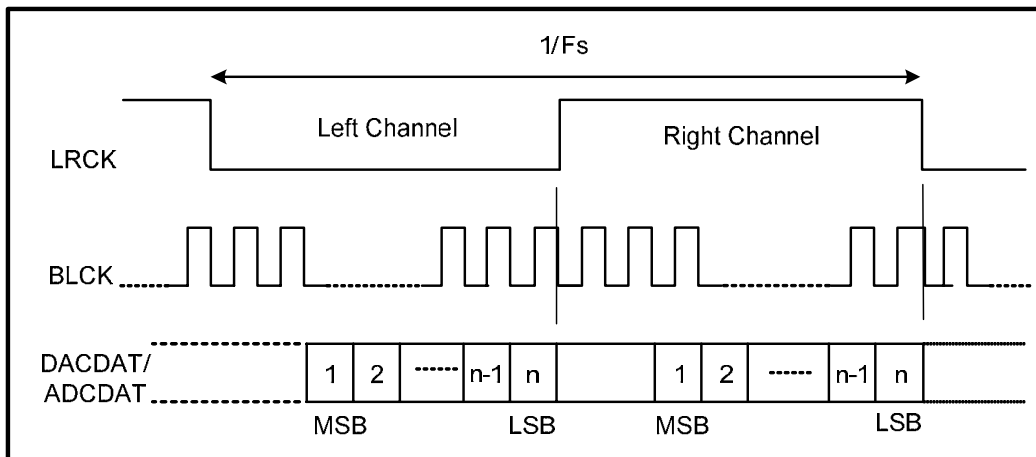 1/Fs
Left Channel
Right Channel
LRCK
BLCK
DACDAT/
ADCDAT
1 2 n-1 n 1 2 n-1 n
MSB LSB MSB LSB